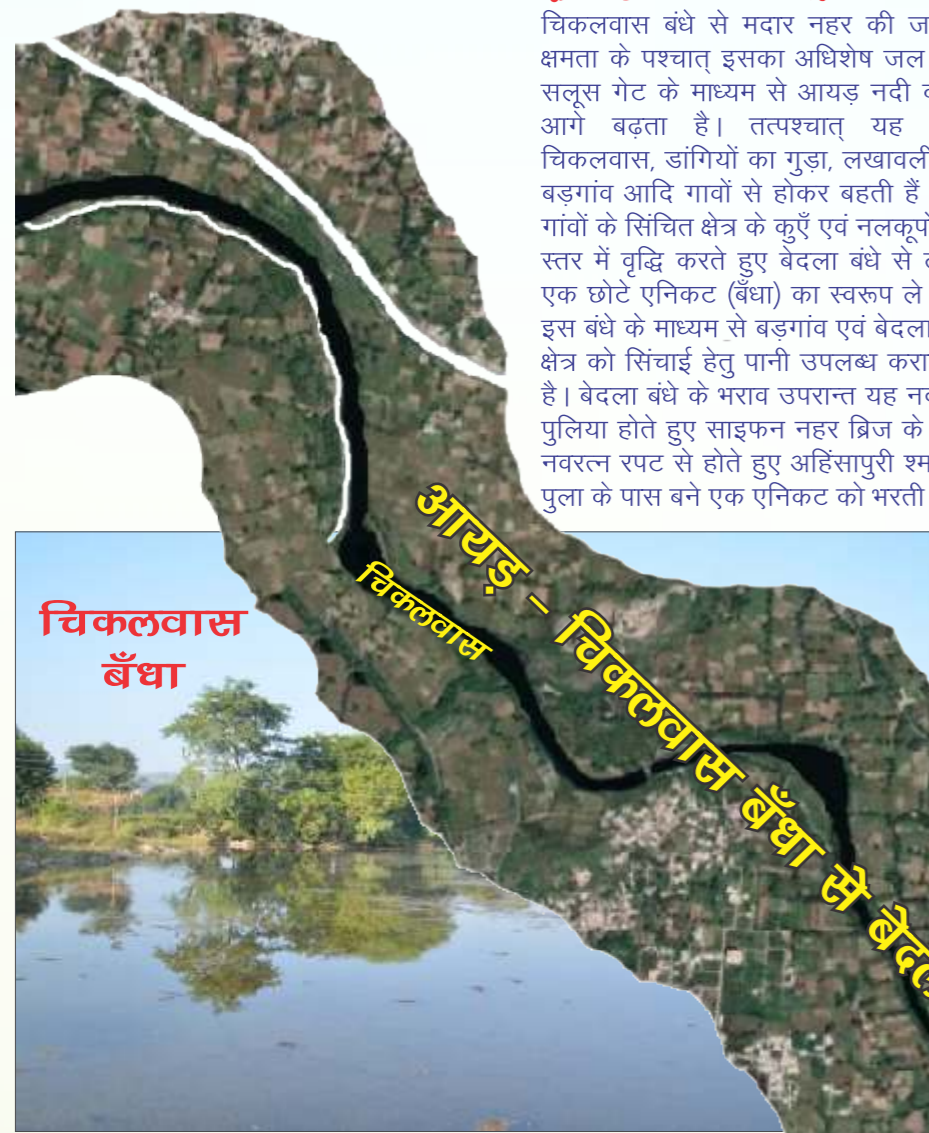 चिकलवास बंधे से मदार नहर की
क्षमता के पश्चात् इसका अधिशेष जल
सलूस गेट के माध्यम से आयड़ नदी
आगे बढ़ता है। तत्पश्चात् यह
चिकलवास, डांगियों का गुड़ा, लखावली
बड़गांव आदि गावों से होकर बहती हैं
गांवों के सिंचित क्षेत्र के कुएँ एवं
स्तर में वृद्धि करते हुए बेदला बंधे से
एक छोटे एनिकट (बँधा) का स्वरूप ले
इस बंधे के माध्यम से बड़गांव एवं बेदला
क्षेत्र को सिंचाई हेतु पानी उपलब्ध
है। बेदला बंधे के भराव उपरान्त यह
पुलिया होते हुए साइफन नहर ब्रिज के
नवरत्न रपट से होते हुए अहिंसापुरी
पुला के पास बने एक एनिकट को भरती
आयड़ - चिकलवास बँधा से
चिकलवास
चिकलवास
बँधा